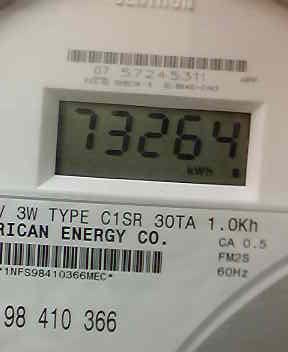 07 57245311
73264
kWh
V 3W TYPE C1SR 30TA 1.0Kh
RICAN ENERGY CO.
CA 0.5
FM2S
*1NFS98410366MEC*
60Hz
98 410 366